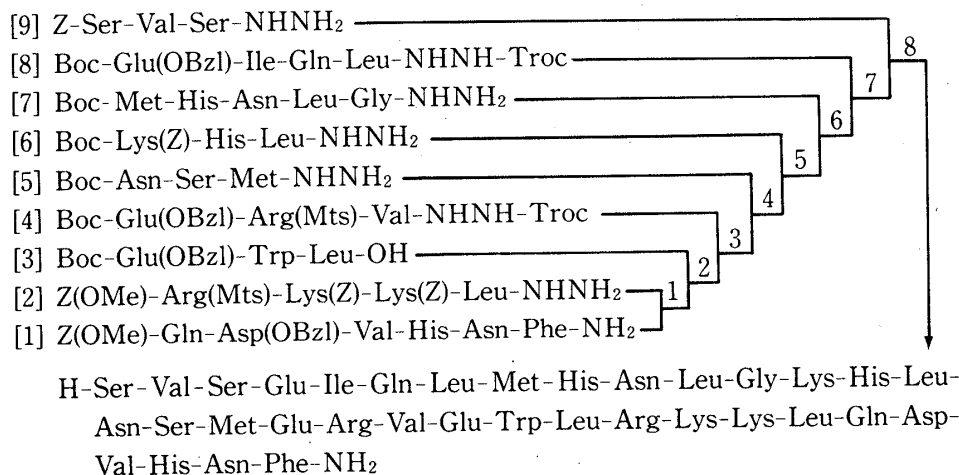 [9] Z-Ser-Val-Ser-NHNH₂
[8] Boc-Glu(OBzl)-Ile-Gln-Leu-NHNH-Troc
[7] Boc-Met-His-Asn-Leu-Gly-NHNH₂
[6] Boc-Lys(Z)-His-Leu-NHNH₂
[5] Boc-Asn-Ser-Met-NHNH₂
[4] Boc-Glu(OBzl)-Arg(Mts)-Val-NHNH-Troc
[3] Boc-Glu(OBzl)-Trp-Leu-OH
[2] Z(OMe)-Arg(Mts)-Lys(Z)-Lys(Z)-Leu-NHNH₂
[1] Z(OMe)-Gln-Asp(OBzl)-Val-His-Asn-Phe-NH₂
1
2
3
4
5
6
7
8
H-Ser-Val-Ser-Glu-Ile-Gln-Leu-Met-His-Asn-Leu-Gly-Lys-His-Leu-
Asn-Ser-Met-Glu-Arg-Val-Glu-Trp-Leu-Arg-Lys-Lys-Leu-Gln-Asp-
Val-His-Asn-Phe-NH₂